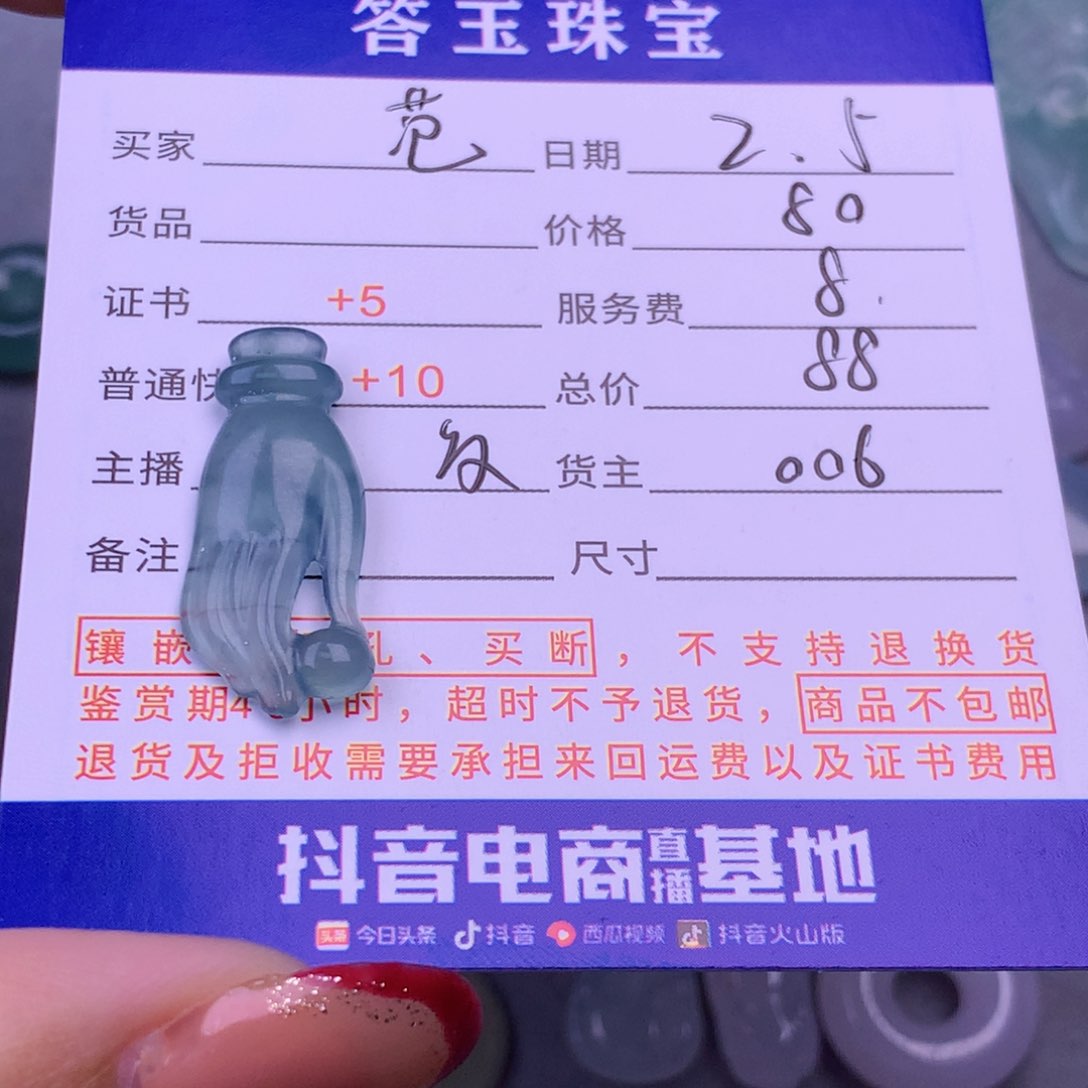 答玉珠宝
买家 范 日期 2.5
货品 价格 80
证书 +5 服务费 8.
普通快 +10 总价 88
主播 货主 006
备注 尺寸
镶嵌 孔、买断，不支持退换货
鉴赏期4 小时，超时不予退货，商品不包邮
退货及拒收需要承担来回运费以及证书费用
抖音电商直播基地
头条 今日头条 抖音 西瓜视频 抖音火山版